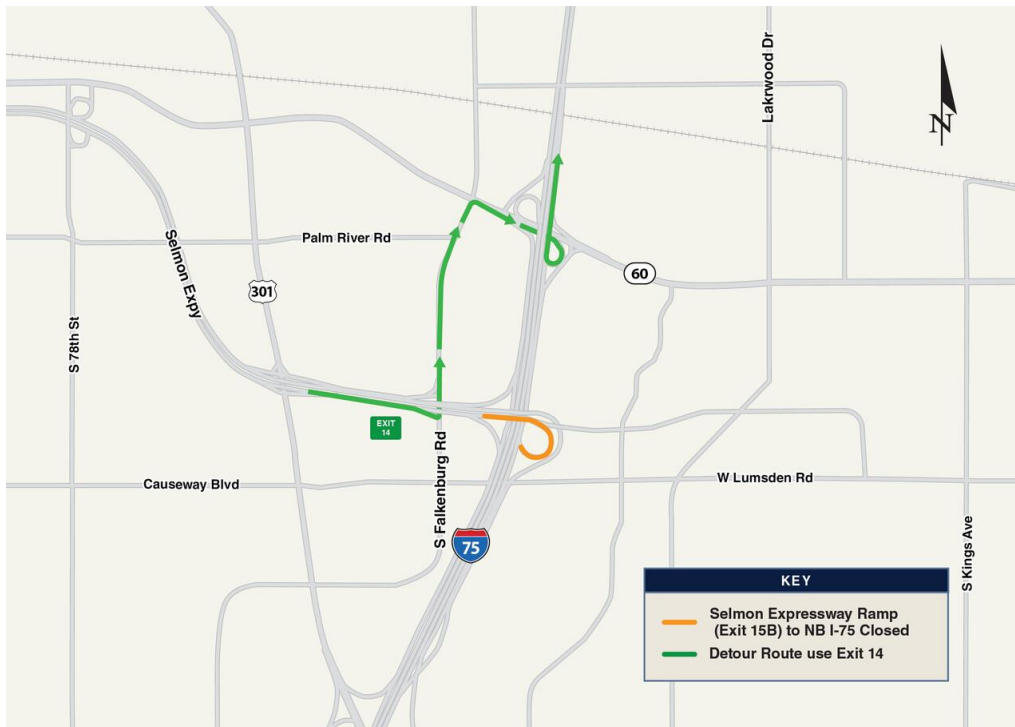 Lakrwood Dr
N
Palm River Rd
Selmon Expy
301
60
S 78th St
EXIT
14
S Falkenburg Rd
Causeway Blvd
W Lumsden Rd
75
S Kings Ave
KEY
Selmon Expressway Ramp
(Exit 15B) to NB I-75 Closed
Detour Route use Exit 14